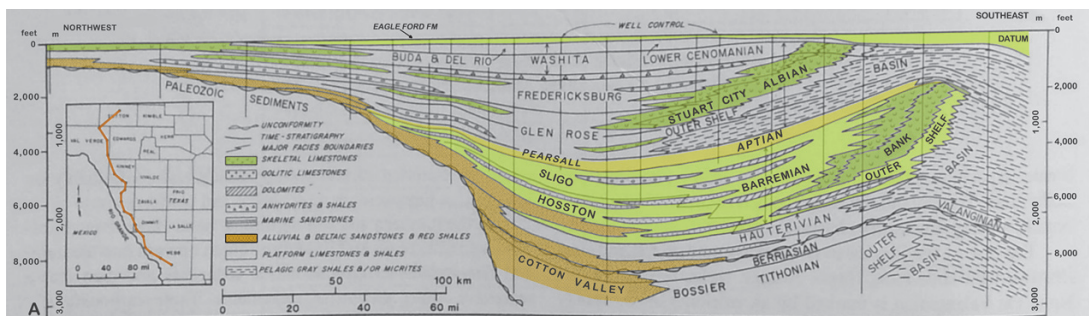 feet NORTHWEST
EAGLE FORD FM
WELL CONTROL
SOUTHEAST m feet
0
DATUM
0 0
BUDA & DEL RIO
WASHITA
LOWER CENOMANIAN
BASIN
2,000
PALEOZOIC SEDIMENTS
FREDERICKSBURG
STUART CITY ALBIAN
OUTER SHELF
2,000
1,000
GLEN ROSE
1,000
4,000
PEARSALL
APTIAN
4,000
SLIGO
BARREMIAN
BANK
OUTER SHELF
BASIN
6,000
HOSSTON
6,000
2,000
HAUTERIVIAN
VALANGINIAN
2,000
8,000
COTTON VALLEY
BERRIASIAN
TITHONIAN
BOSSIER
OUTER SHELF
BASIN
8,000
3,000
3,000
UNCONFORMITY
TIME-STRATIGRAPHY
MAJOR FACIES BOUNDARIES
SKELETAL LIMESTONES
OOLITIC LIMESTONES
DOLOMITES
ANHYDRITES & SHALES
MARINE SANDSTONES
ALLUVIAL & DELTAIC SANDSTONES & RED SHALES
PLATFORM LIMESTONES & SHALES
PELAGIC GRAY SHALES &/OR MICRITES
0 50 100 km
0 20 40 60 mi
SUTTON KIMBLE
VAL VERDE EDWARDS KERR
REAL
KINNEY UVALDE
ZAVALA FRIO
TEXAS
DIMMIT LA SALLE
WEBB
RIO GRANDE
MEXICO
0 80 mi
A